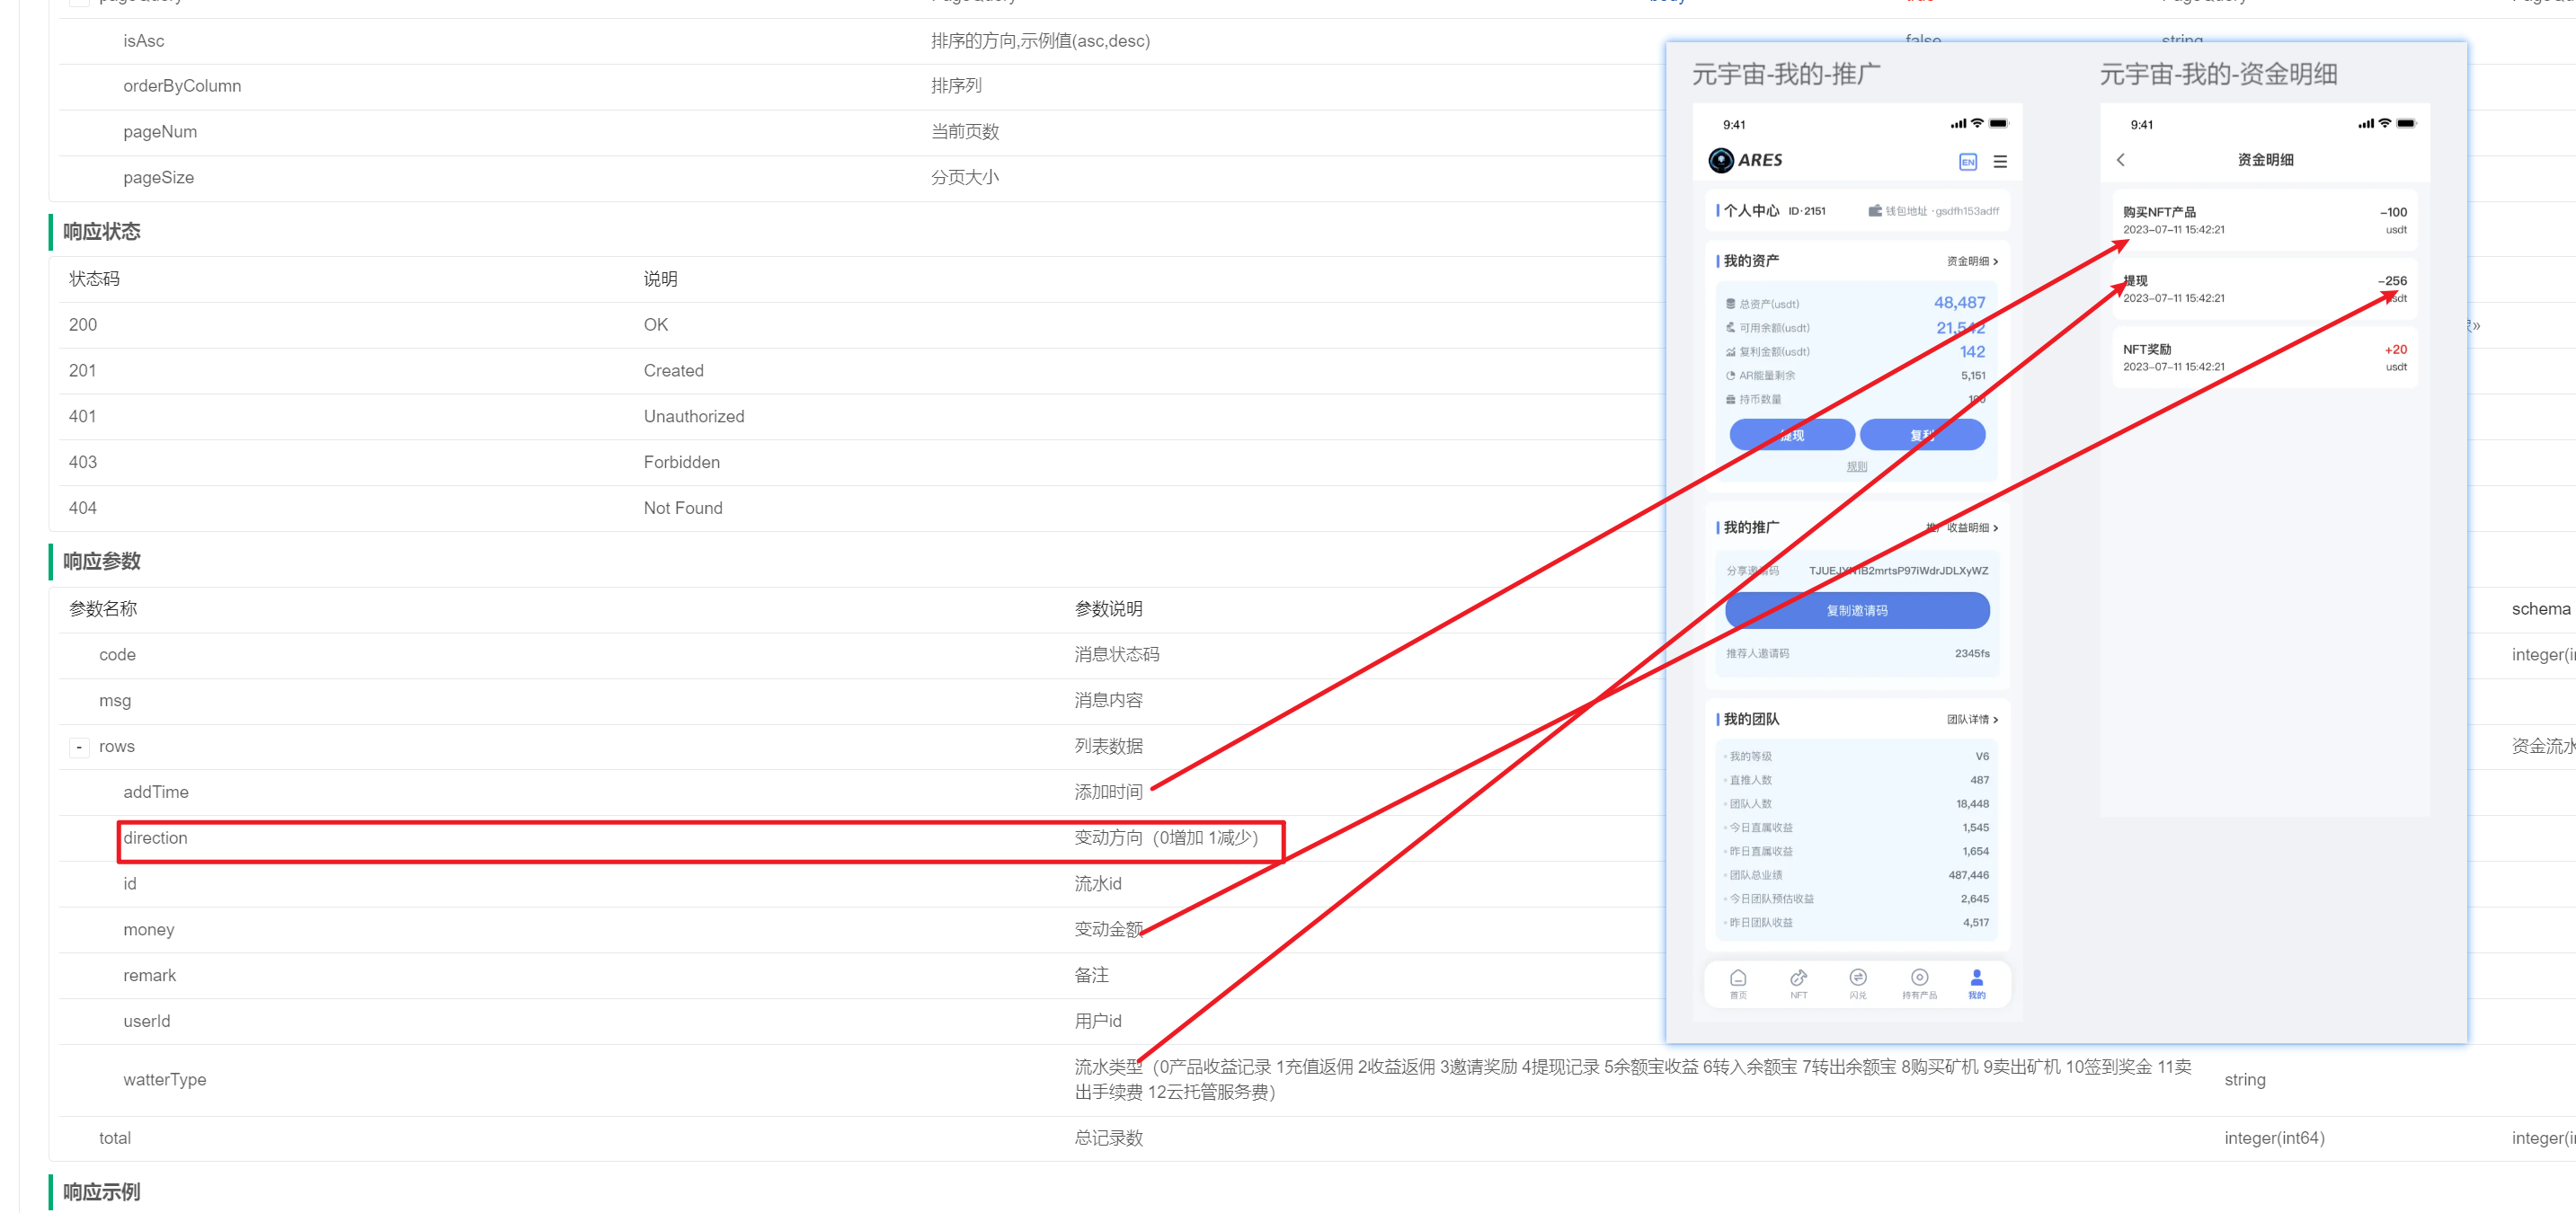 isAsc
排序的方向,示例值(asc,desc)
false
string
orderByColumn
排序列
pageNum
当前页数
pageSize
分页大小
响应状态
状态码
说明
200
OK
201
Created
401
Unauthorized
403
Forbidden
404
Not Found
响应参数
参数名称
参数说明
schema
code
消息状态码
msg
消息内容
-
rows
列表数据
资金流水
addTime
添加时间
direction
变动方向（0增加 1减少）
id
流水id
money
变动金额
remark
备注
userId
用户id
watterType
流水类型（0产品收益记录 1充值返佣 2收益返佣 3邀请奖励 4提现记录 5余额宝收益 6转入余额宝 7转出余额宝 8购买矿机 9卖出矿机 10签到奖金 11卖
出手续费 12云托管服务费）
string
total
总记录数
integer(int64)
响应示例
元宇宙-我的-推广
9:41
ARES
EN
个人中心 ID·2151
钱包地址 ·gsdfh153adff
我的资产
资金明细 >
总资产(usdt)
48,487
可用余额(usdt)
21,542
复利金额(usdt)
142
AR能量剩余
5,151
持币数量
提现
复利
规则
我的推广
推广收益明细 >
分享邀请码
复制邀请码
推荐人邀请码
2345fs
我的团队
团队详情 >
我的等级
V6
直推人数
487
团队人数
18,448
今日直属收益
1,545
昨日直属收益
1,654
团队总业绩
487,446
今日团队预估收益
2,645
昨日团队收益
4,517
首页
NFT
闪兑
持有产品
我的
元宇宙-我的-资金明细
9:41
资金明细
购买NFT产品
-100
2023-07-11 15:42:21
usdt
提现
-256
2023-07-11 15:42:21
usdt
NFT奖励
+20
2023-07-11 15:42:21
usdt